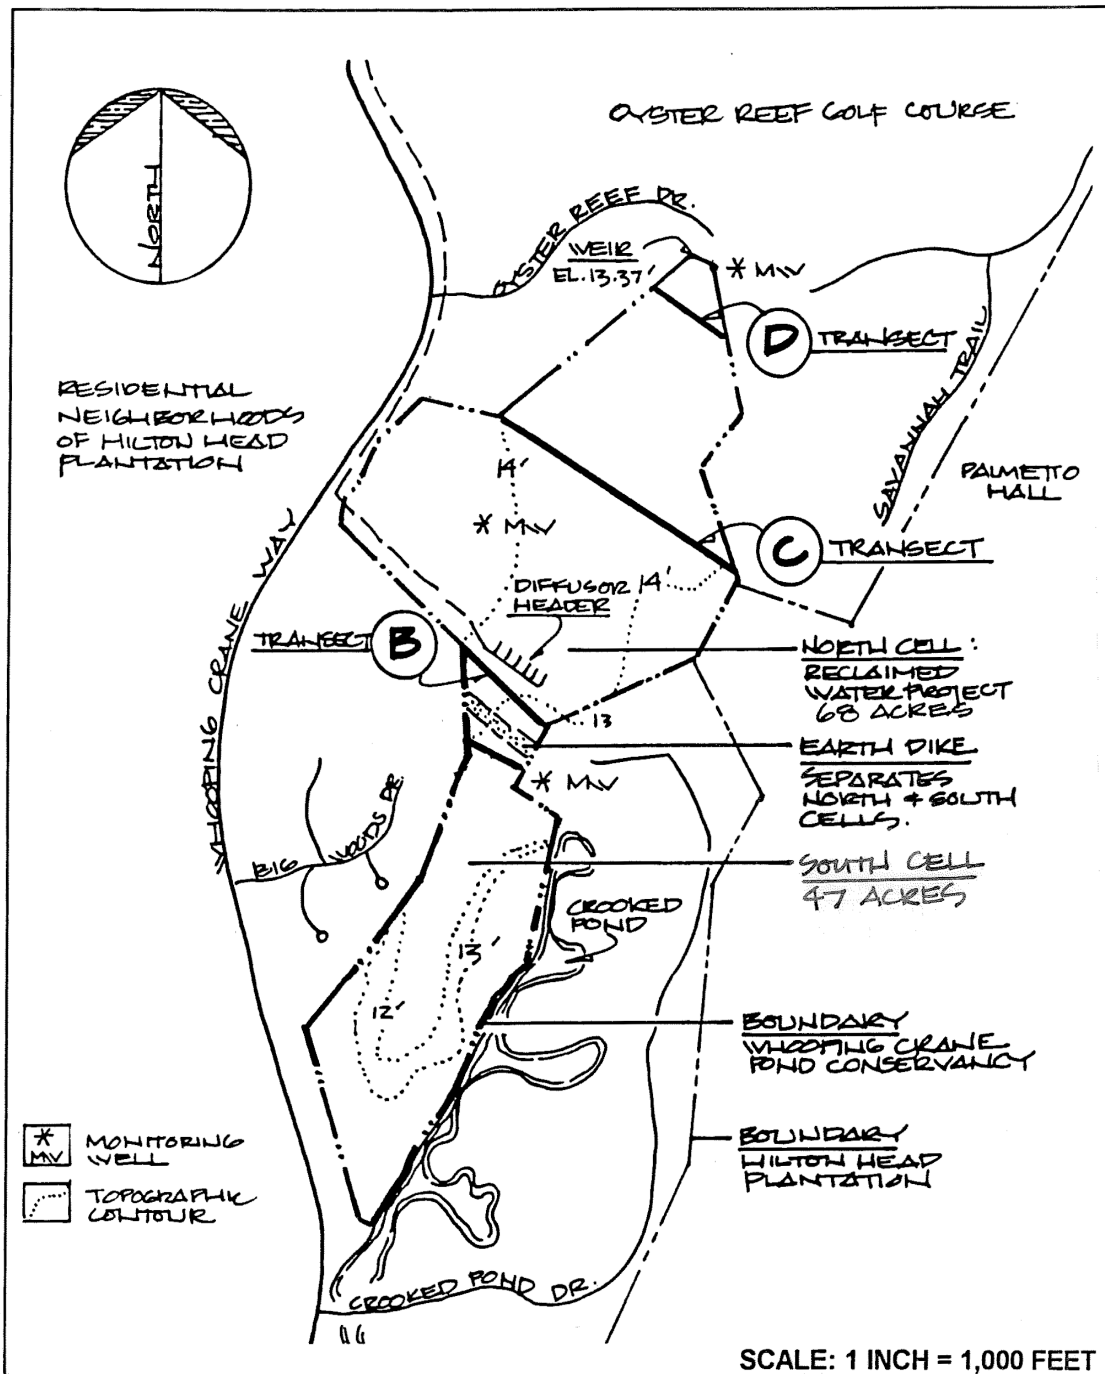 OYSTER REEF GOLF COURSE
NORTH
OYSTER REEF DR.
WEIR
EL. 13.37'
* MW
D TRANSECT
SAVANNAH TRAIL
RESIDENTIAL
NEIGHBORHOODS
OF HILTON HEAD
PLANTATION
PALMETTO
HALL
14'
* MW
C TRANSECT
14'
DIFFUSOR
HEADER
WHOOPING CRANE WAY
TRANSECT B
NORTH CELL :
RECLAIMED
WATER PROJECT
68 ACRES
13
EARTH DIKE
SEPARATES
NORTH & SOUTH
CELLS.
* MW
BIG WOODS DR.
SOUTH CELL
47 ACRES
CROOKED
POND
13'
12'
BOUNDARY
WHOOPING CRANE
POND CONSERVANCY
BOUNDARY
HILTON HEAD
PLANTATION
* MW
MONITORING
WELL
TOPOGRAPHIC
CONTOUR
CROOKED POND DR.
SCALE: 1 INCH = 1,000 FEET